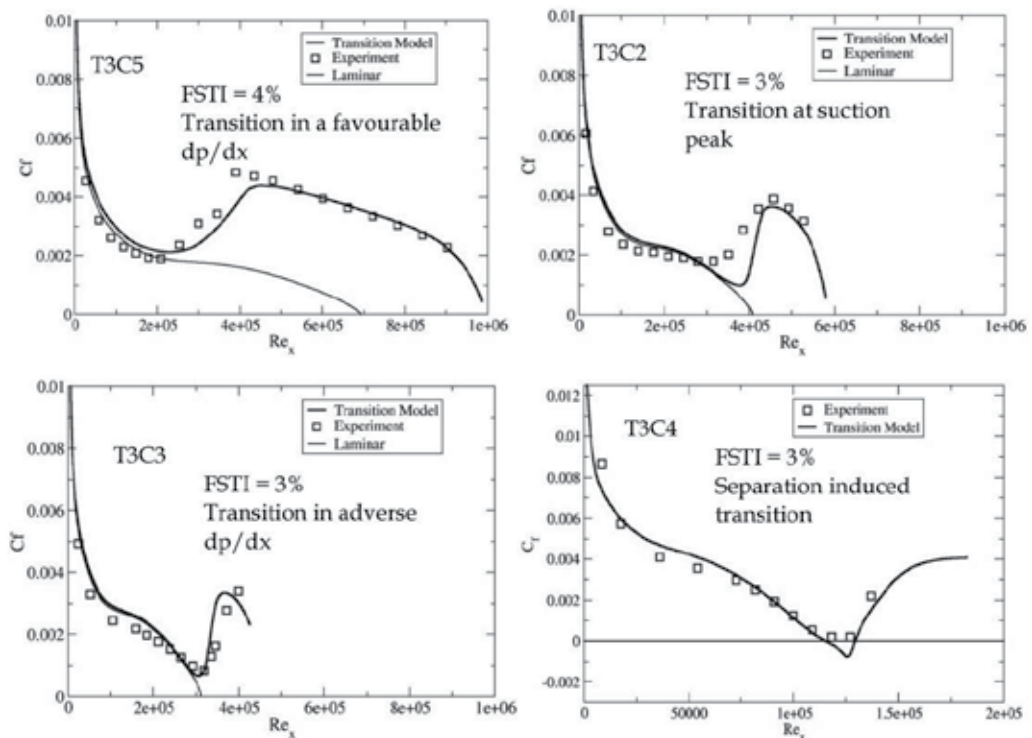 0.01
T3C5
Transition Model
Experiment
Laminar
FSTI = 4%
Transition in a favourable
dp/dx
0.008
0.006
Cf
0.004
0.002
0
0 2e+05 4e+05 6e+05 8e+05 1e+06
Re_x
0.01
T3C2
Transition Model
Experiment
Laminar
FSTI = 3%
Transition at suction
peak
0.008
0.006
Cf
0.004
0.002
0
0 2e+05 4e+05 6e+05 8e+05 1e+06
Re_x
0.01
T3C3
Transition Model
Experiment
Laminar
FSTI = 3%
Transition in adverse
dp/dx
0.008
0.006
Cf
0.004
0.002
0
0 2e+05 4e+05 6e+05 8e+05 1e+06
Re_x
0.012
T3C4
Experiment
Transition Model
FSTI = 3%
Separation induced
transition
0.01
0.008
0.006
C_f
0.004
0.002
0
-0.002
0 50000 1e+05 1.5e+05 2e+05
Re_x